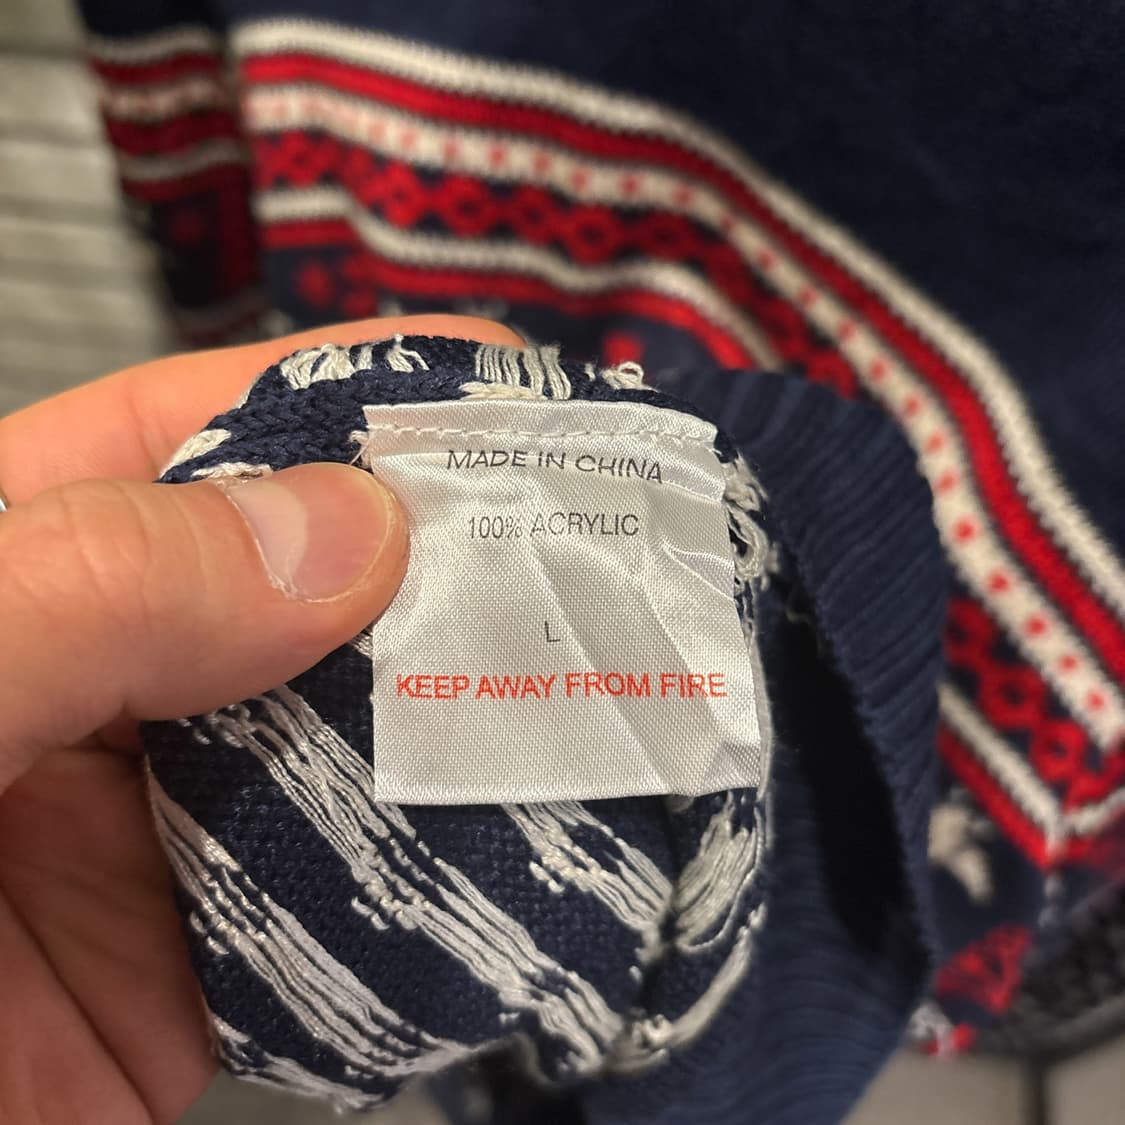 MADE IN CHINA
100% ACRYLIC
L
KEEP AWAY FROM FIRE